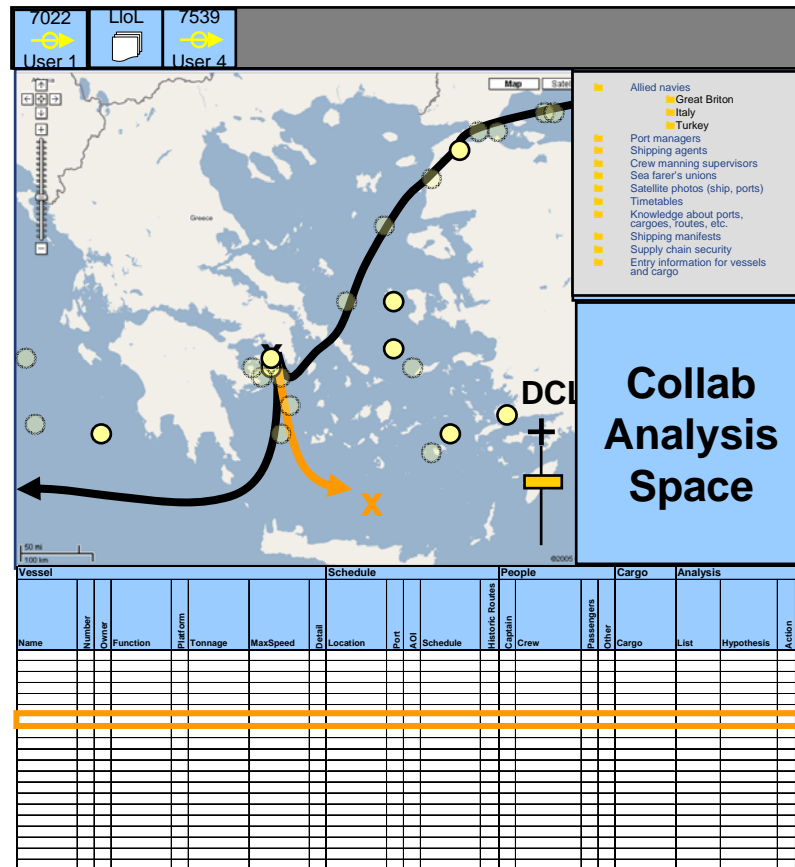 7022
User 1
LloL
7539
User 4
Map
Greece
50 mi
100 km
©2005
DCL
X
x
Allied navies
Great Briton
Italy
Turkey
Port managers
Shipping agents
Crew manning supervisors
Sea farer's unions
Satellite photos (ship, ports)
Timetables
Knowledge about ports,
cargoes, routes, etc.
Shipping manifests
Supply chain security
Entry information for vessels
and cargo
Collab
Analysis
Space
Vessel
Schedule
People
Cargo
Analysis
Name
Number
Owner
Function
Platform
Tonnage
MaxSpeed
Detail
Location
Port
AOI
Schedule
Historic Routes
Captain
Crew
Passengers
Other
Cargo
List
Hypothesis
Action